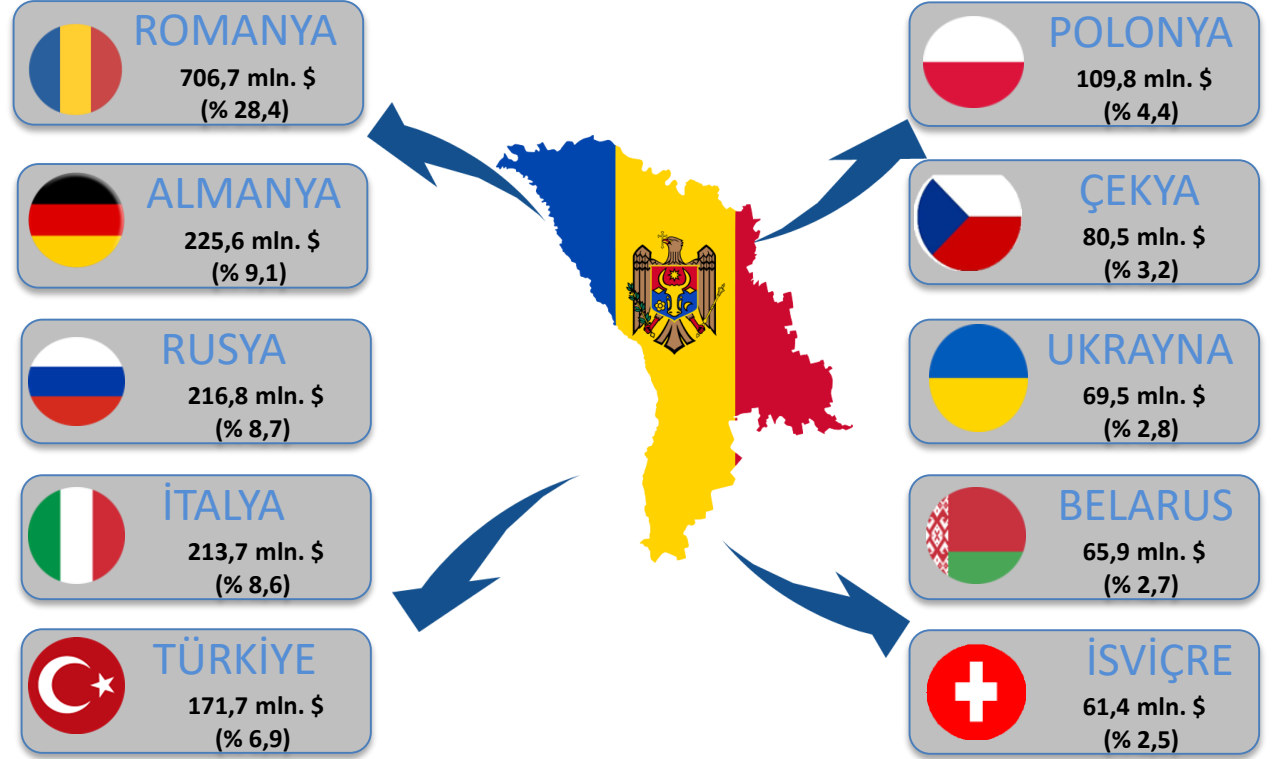 ROMANYA
706,7 mln. $
(% 28,4)
ALMANYA
225,6 mln. $
(% 9,1)
RUSYA
216,8 mln. $
(% 8,7)
İTALYA
213,7 mln. $
(% 8,6)
TÜRKİYE
171,7 mln. $
(% 6,9)
POLONYA
109,8 mln. $
(% 4,4)
ÇEKYA
80,5 mln. $
(% 3,2)
UKRAYNA
69,5 mln. $
(% 2,8)
BELARUS
65,9 mln. $
(% 2,7)
İSVİÇRE
61,4 mln. $
(% 2,5)